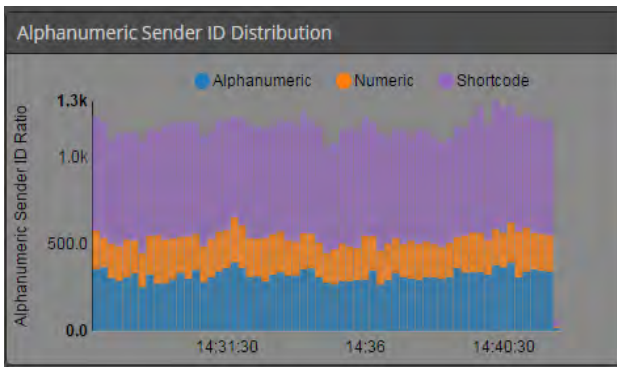 Alphanumeric Sender ID Distribution
Alphanumeric Numeric Shortcode
Alphanumeric Sender ID Ratio
1.3k
1.0k
500.0
0.0
14:31:30 14:36 14:40:30